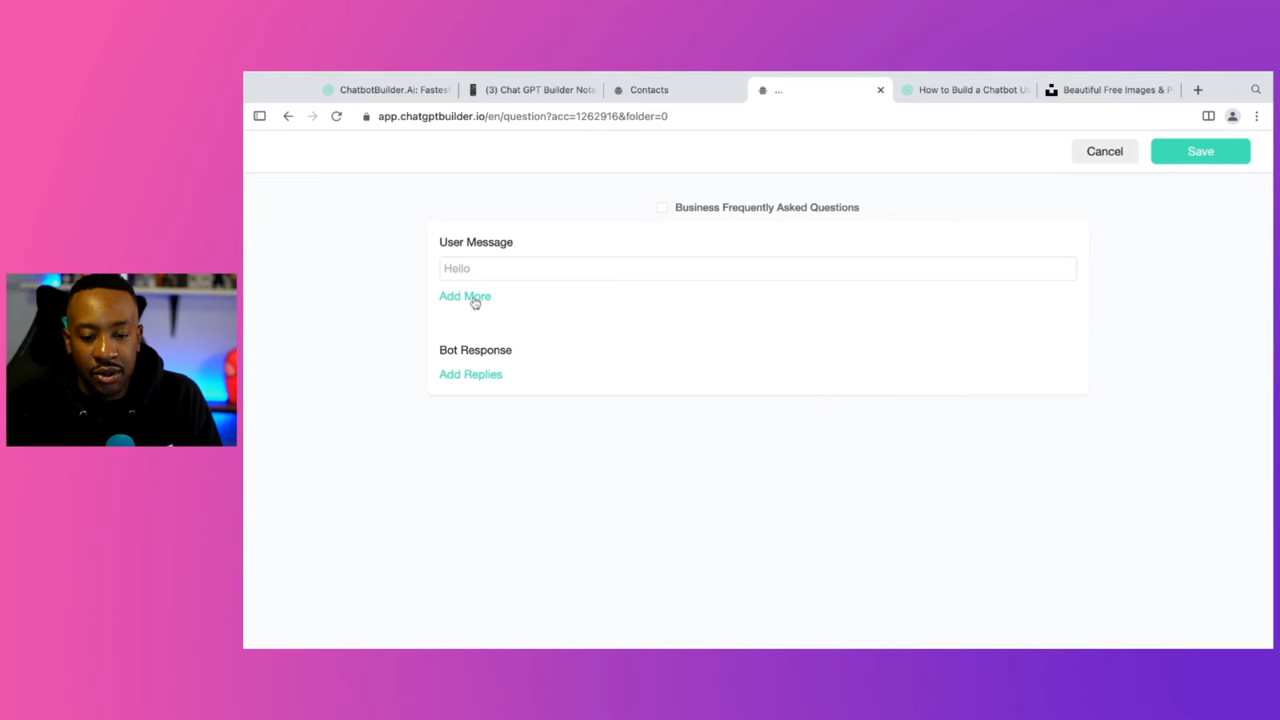 ChatbotBuilder.Ai: Fastest
(3) Chat GPT Builder Note
Contacts
...
How to Build a Chatbot Us
Beautiful Free Images & P
app.chatgptbuilder.io/en/question?acc=1262916&folder=0
Cancel
Save
Business Frequently Asked Questions
User Message
Hello
Add More
Bot Response
Add Replies